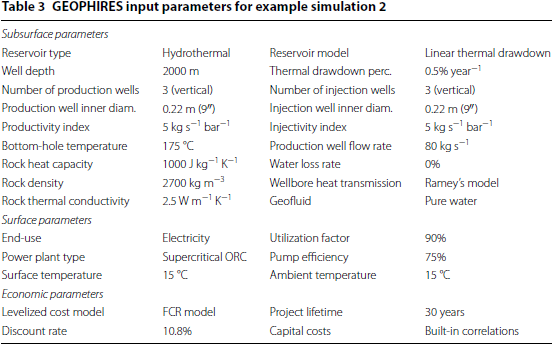 Table 3 GEOPHIRES input parameters for example simulation 2
Subsurface parameters
Reservoir type Hydrothermal Reservoir model Linear thermal drawdown
Well depth 2000 m Thermal drawdown perc. 0.5% year⁻¹
Number of production wells 3 (vertical) Number of injection wells 3 (vertical)
Production well inner diam. 0.22 m (9″) Injection well inner diam. 0.22 m (9″)
Productivity index 5 kg s⁻¹ bar⁻¹ Injectivity index 5 kg s⁻¹ bar⁻¹
Bottom-hole temperature 175 °C Production well flow rate 80 kg s⁻¹
Rock heat capacity 1000 J kg⁻¹ K⁻¹ Water loss rate 0%
Rock density 2700 kg m⁻³ Wellbore heat transmission Ramey's model
Rock thermal conductivity 2.5 W m⁻¹ K⁻¹ Geofluid Pure water
Surface parameters
End-use Electricity Utilization factor 90%
Power plant type Supercritical ORC Pump efficiency 75%
Surface temperature 15 °C Ambient temperature 15 °C
Economic parameters
Levelized cost model FCR model Project lifetime 30 years
Discount rate 10.8% Capital costs Built-in correlations